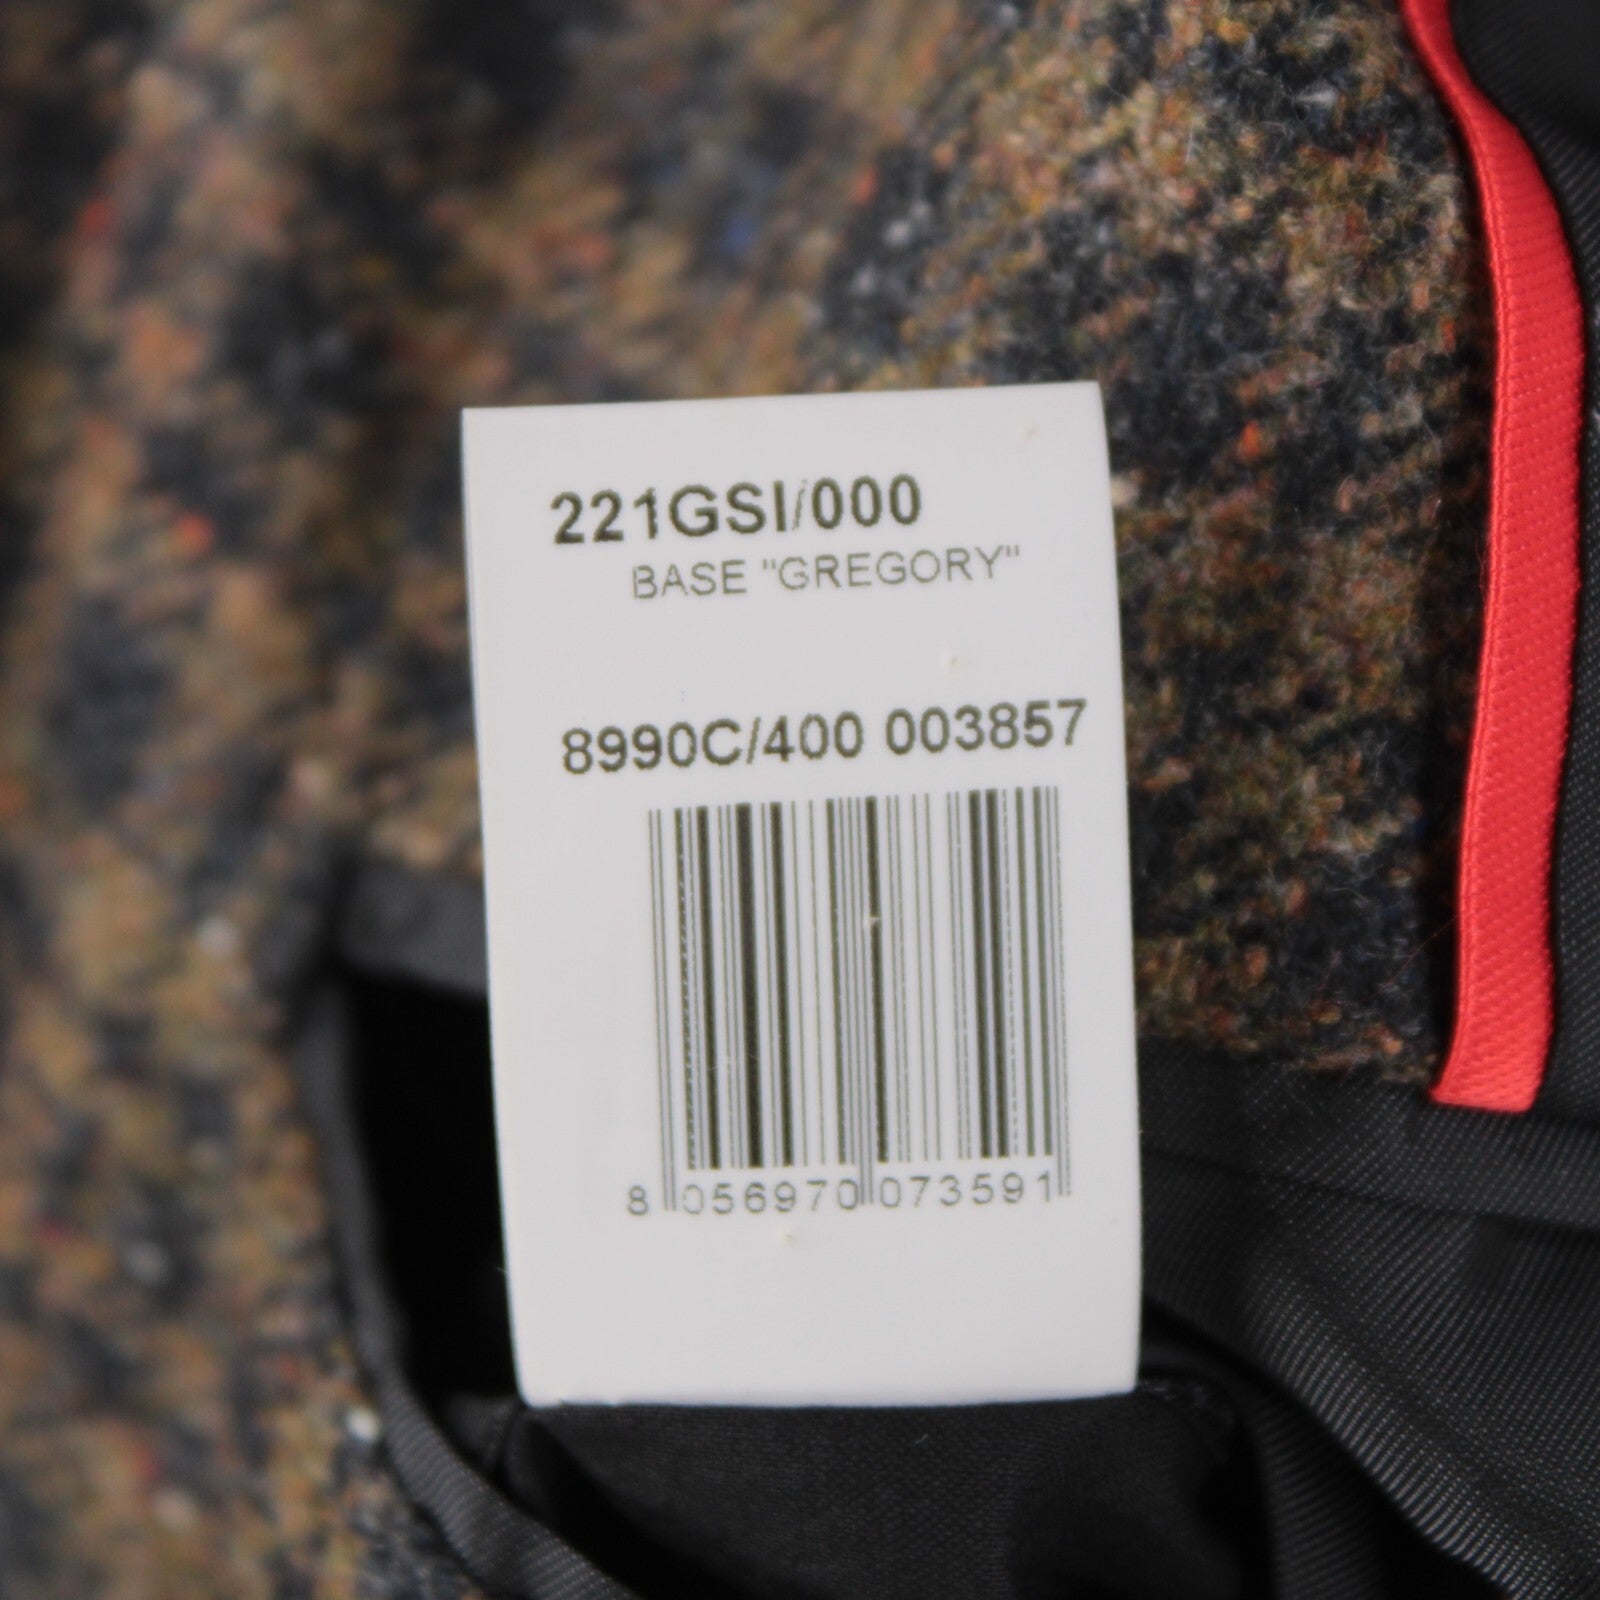 221GSI/000
BASE "GREGORY"
8990C/400 003857
8 056970 073591